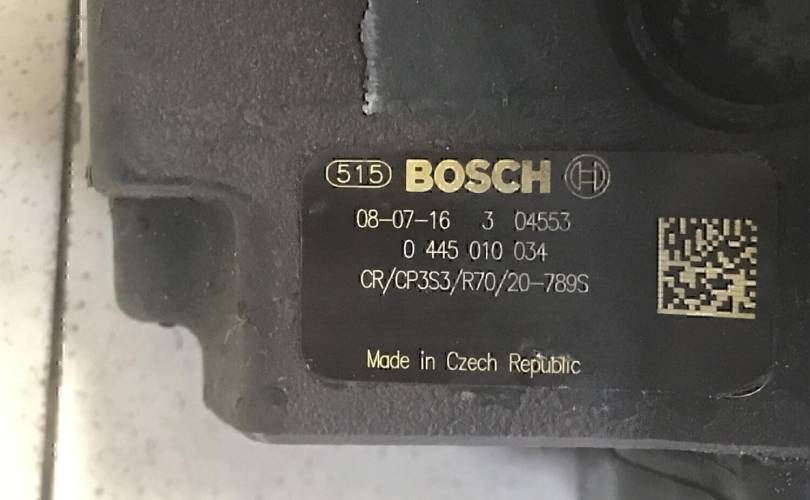 515 BOSCH
08-07-16 3 04553
0 445 010 034
CR/CP3S3/R70/20-789S
Made in Czech Republic